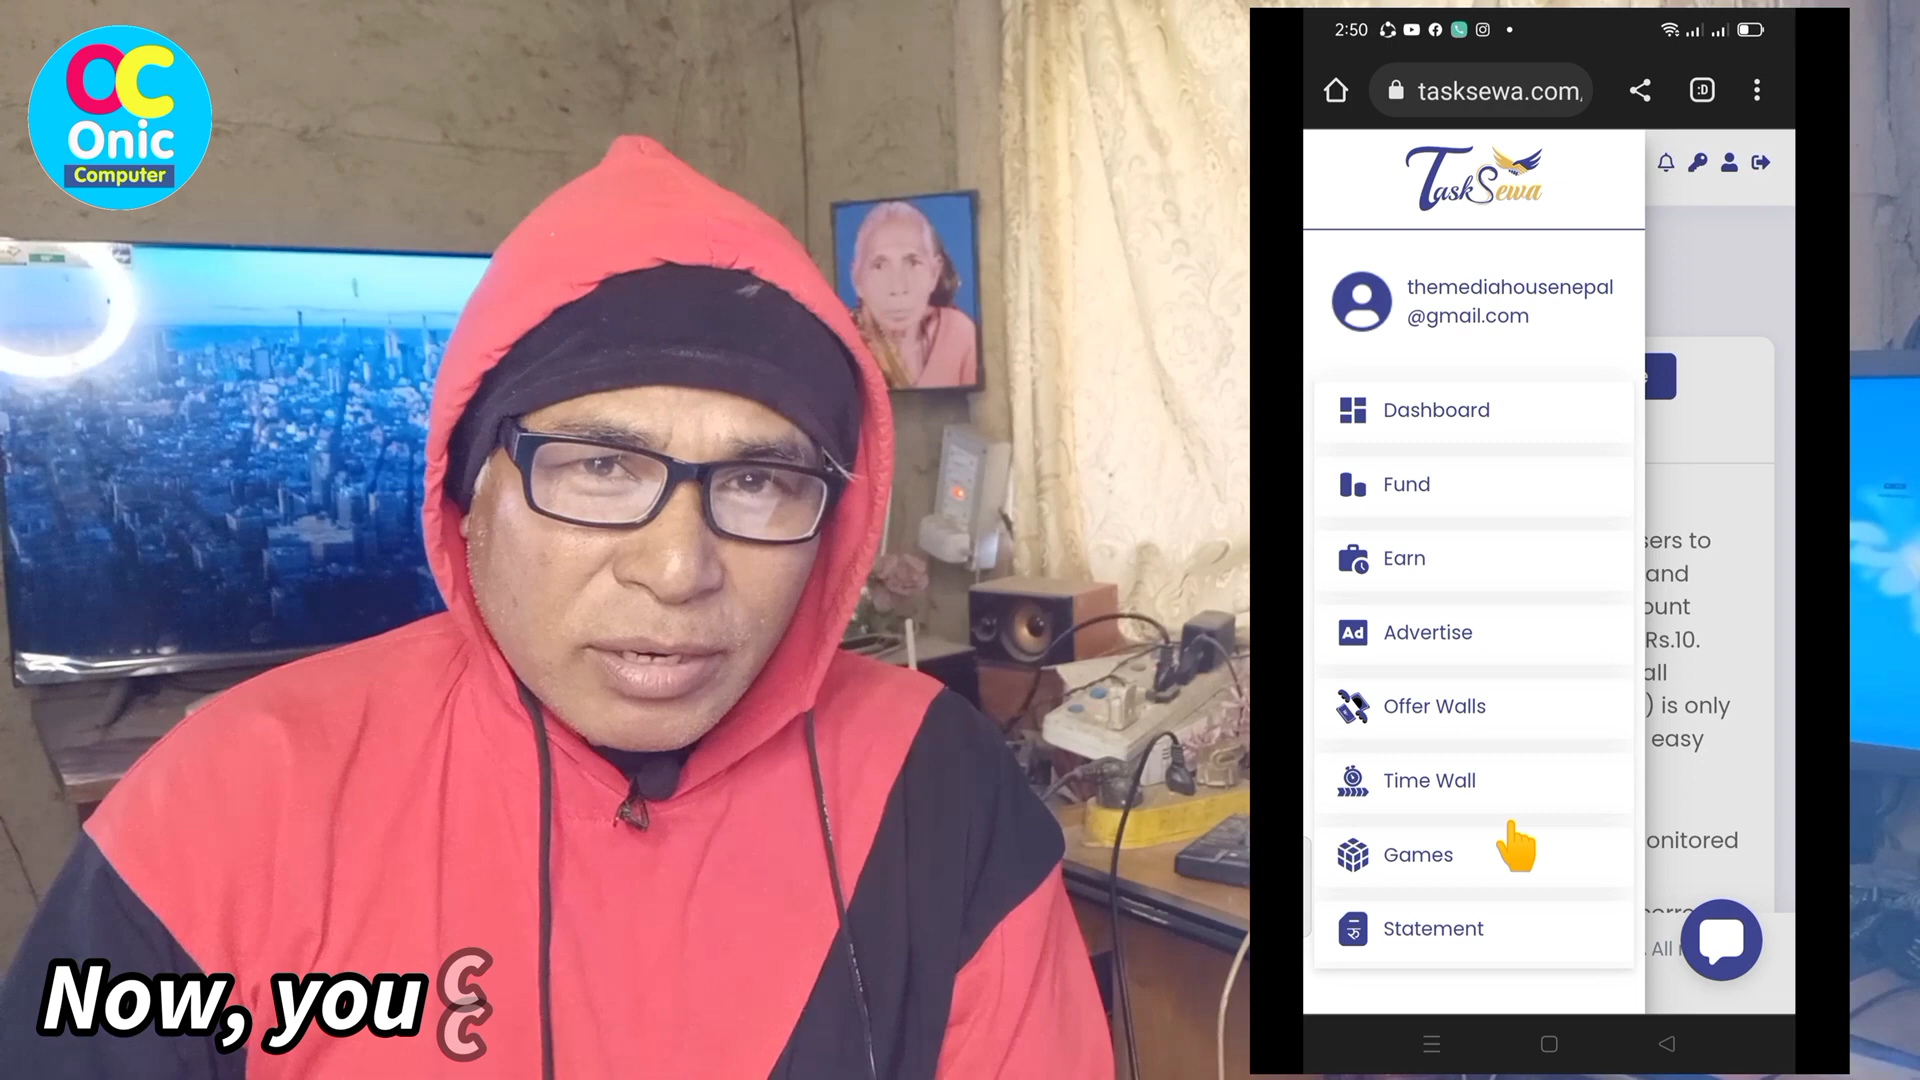 OC
Onic
Computer
Now, you
2:50
tasksewa.com,
:D
TaskSewa
themediahousenepal
@gmail.com
Dashboard
Fund
Earn
Ad Advertise
Offer Walls
Time Wall
Games
रु Statement
sers to
and
ount
Rs.10.
all
) is only
easy
onitored
. All